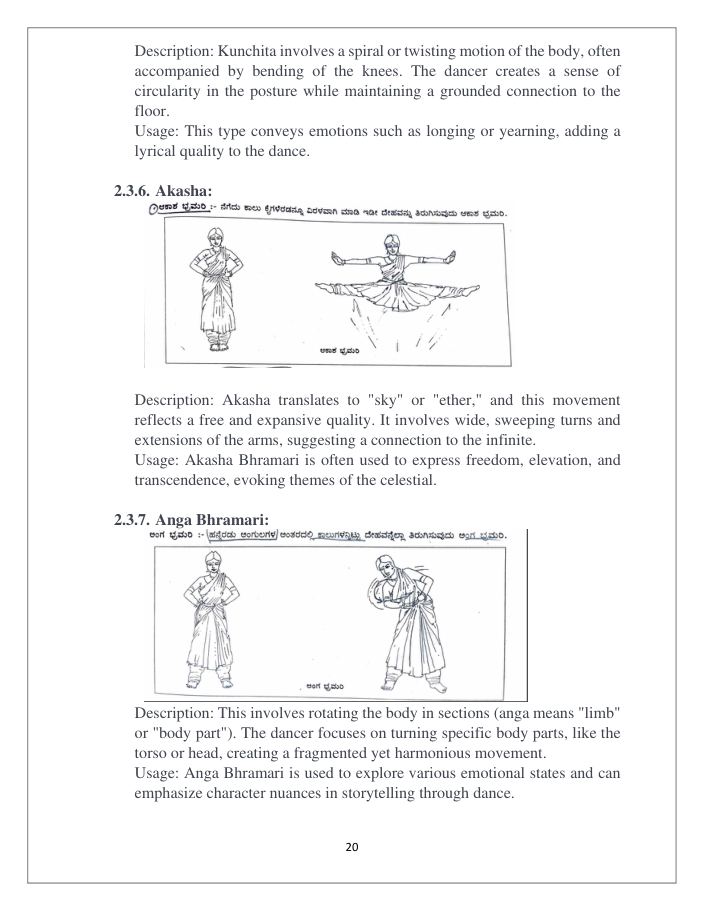 Description: Kunchita involves a spiral or twisting motion of the body, often
accompanied by bending of the knees. The dancer creates a sense of
circularity in the posture while maintaining a grounded connection to the
floor.
Usage: This type conveys emotions such as longing or yearning, adding a
lyrical quality to the dance.
2.3.6. Akasha:
ಆಕಾಶ ಭ್ರಮರಿ :- ನೆಗೆದು ಕಾಲು ಕೈಗಳೆರಡನ್ನೂ ವಿರಳವಾಗಿ ಮಾಡಿ ಇಡೀ ದೇಹವನ್ನು ತಿರುಗಿಸುವುದು ಆಕಾಶ ಭ್ರಮರಿ.
ಆಕಾಶ ಭ್ರಮರಿ
Description: Akasha translates to "sky" or "ether," and this movement
reflects a free and expansive quality. It involves wide, sweeping turns and
extensions of the arms, suggesting a connection to the infinite.
Usage: Akasha Bhramari is often used to express freedom, elevation, and
transcendence, evoking themes of the celestial.
2.3.7. Anga Bhramari:
ಅಂಗ ಭ್ರಮರಿ :- (ಹನ್ನೆರಡು ಅಂಗುಲಗಳ) ಅಂತರದಲ್ಲಿ ಕಾಲುಗಳನ್ನಿಟ್ಟು ದೇಹವನ್ನೆಲ್ಲಾ ತಿರುಗಿಸುವುದು ಅಂಗ ಭ್ರಮರಿ.
ಅಂಗ ಭ್ರಮರಿ
Description: This involves rotating the body in sections (anga means "limb"
or "body part"). The dancer focuses on turning specific body parts, like the
torso or head, creating a fragmented yet harmonious movement.
Usage: Anga Bhramari is used to explore various emotional states and can
emphasize character nuances in storytelling through dance.
20